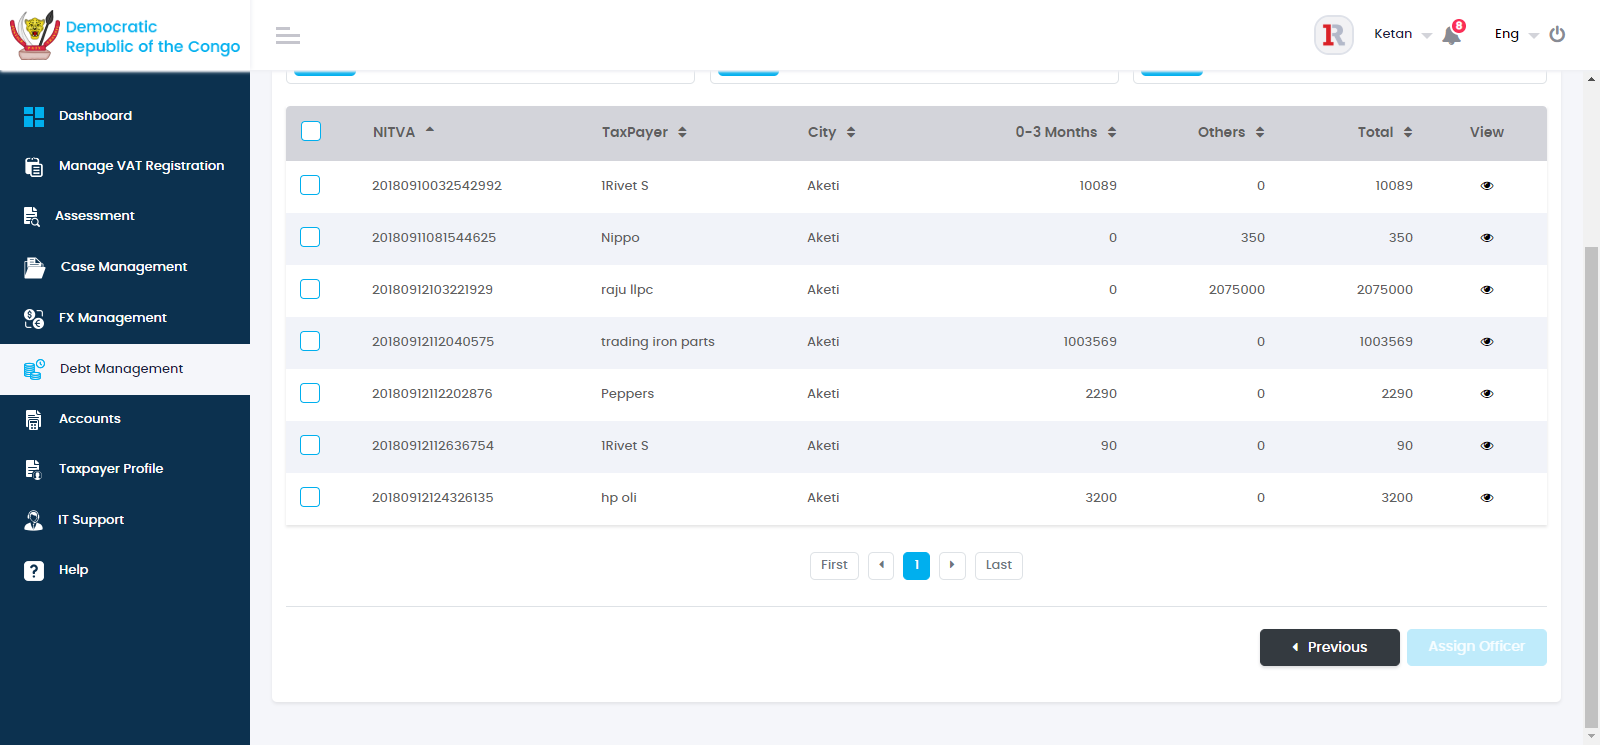 Democratic
Republic of the Congo
1R
Ketan
8
Eng
Dashboard
Manage VAT Registration
Assessment
Case Management
FX Management
Debt Management
Accounts
Taxpayer Profile
IT Support
Help
NITVA TaxPayer City 0-3 Months Others Total View
20180910032542992 1Rivet S Aketi 10089 0 10089
20180911081544625 Nippo Aketi 0 350 350
20180912103221929 raju llpc Aketi 0 2075000 2075000
20180912112040575 trading iron parts Aketi 1003569 0 1003569
20180912112202876 Peppers Aketi 2290 0 2290
20180912112636754 1Rivet S Aketi 90 0 90
20180912124326135 hp oli Aketi 3200 0 3200
First 1 Last
Previous Assign Officer